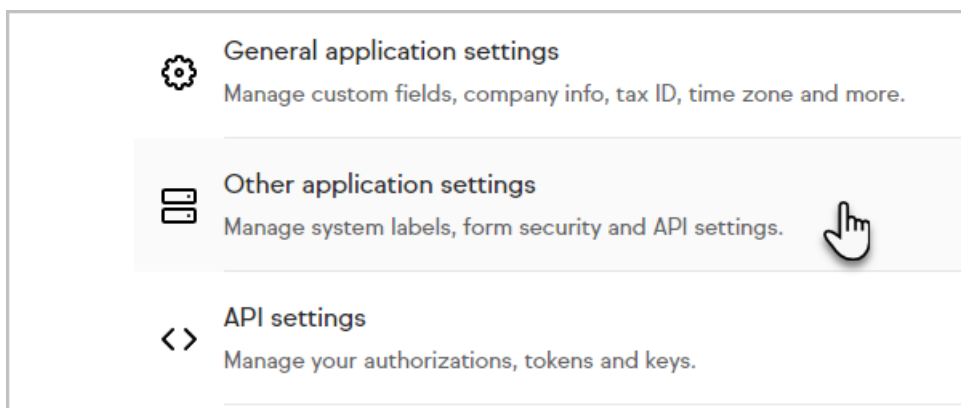 General application settings
Manage custom fields, company info, tax ID, time zone and more.
Other application settings
Manage system labels, form security and API settings.
API settings
Manage your authorizations, tokens and keys.